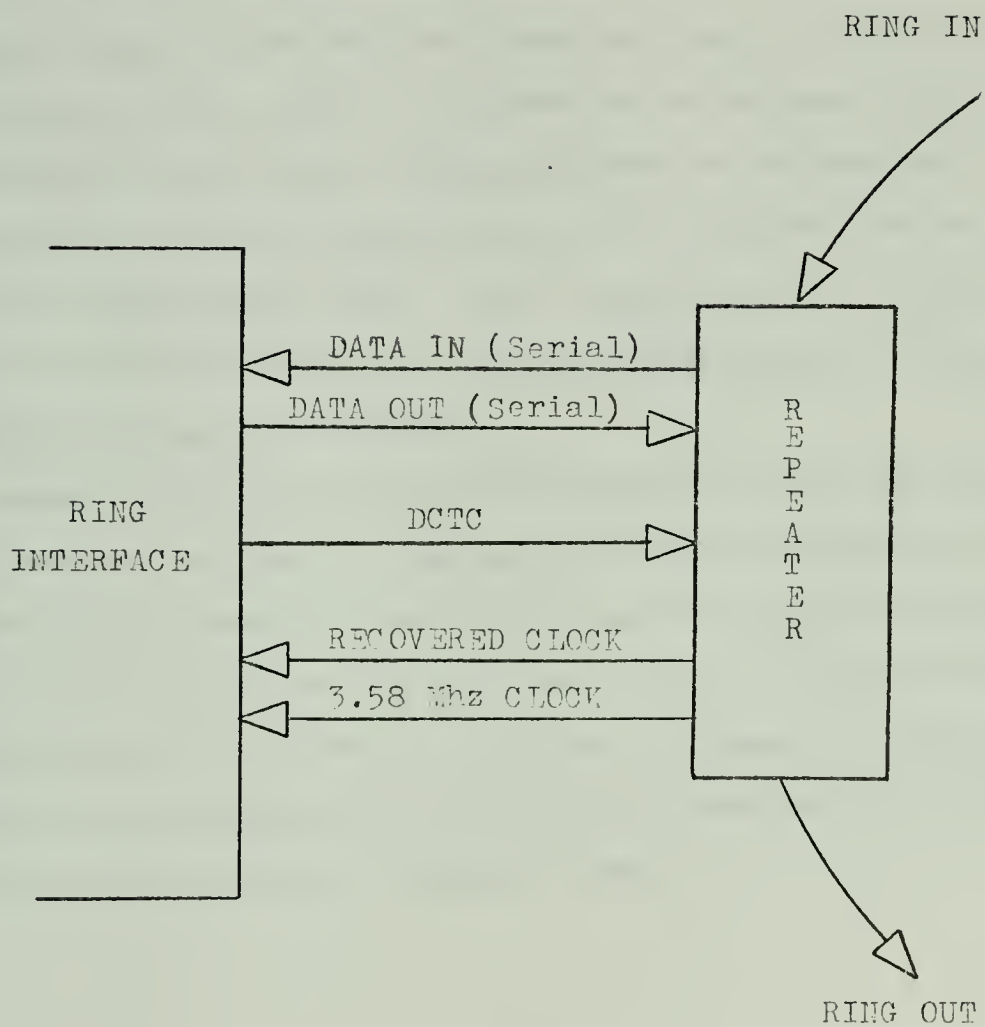 RING IN
DATA IN (Serial)
DATA OUT (Serial)
RING
INTERFACE
DCTC
RECOVERED CLOCK
3.58 Mhz CLOCK
REPEATER
RING OUT